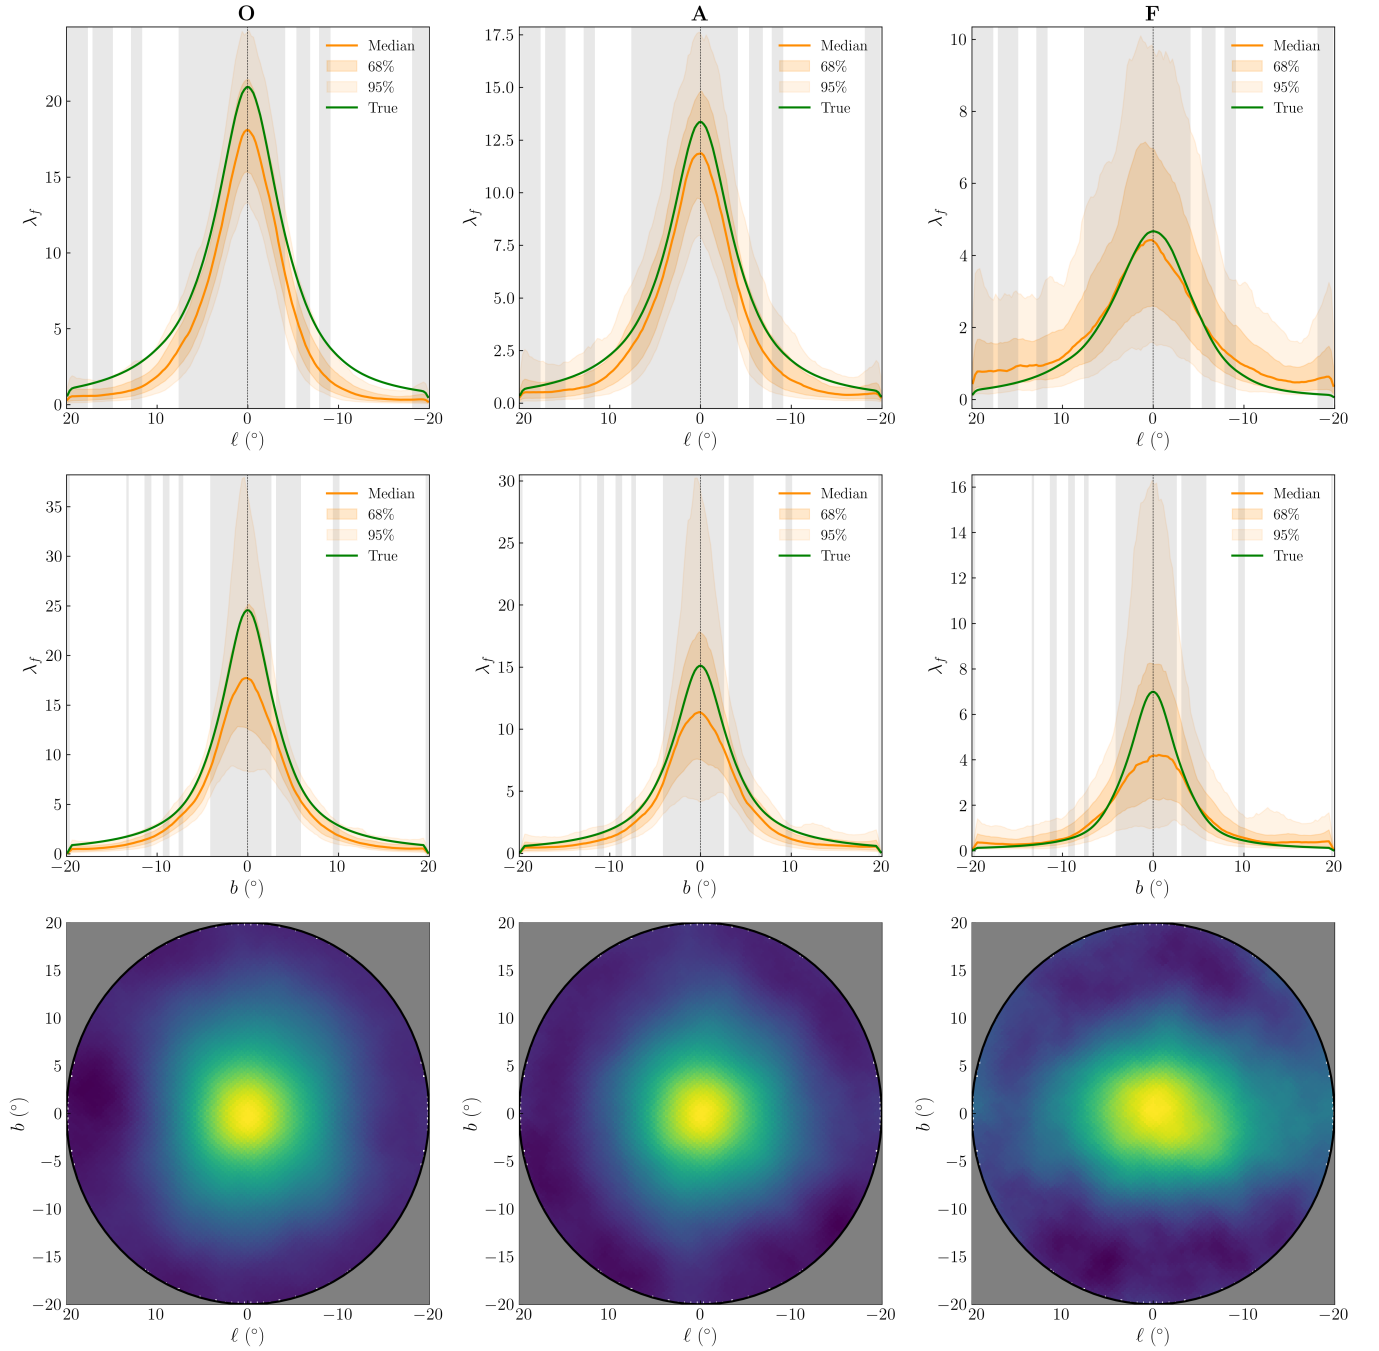 O A F
20 15 10 5 0
λf
Median
68%
95%
True
20 10 0 −10 −20
ℓ (°)
17.5 15.0 12.5 10.0 7.5 5.0 2.5 0.0
λf
Median
68%
95%
True
20 10 0 −10 −20
ℓ (°)
10 8 6 4 2 0
λf
Median
68%
95%
True
20 10 0 −10 −20
ℓ (°)
35 30 25 20 15 10 5 0
λf
Median
68%
95%
True
−20 −10 0 10 20
b (°)
30 25 20 15 10 5 0
λf
Median
68%
95%
True
−20 −10 0 10 20
b (°)
16 14 12 10 8 6 4 2 0
λf
Median
68%
95%
True
−20 −10 0 10 20
b (°)
20 15 10 5 0 −5 −10 −15 −20
b (°)
20 10 0 −10 −20
ℓ (°)
20 15 10 5 0 −5 −10 −15 −20
b (°)
20 10 0 −10 −20
ℓ (°)
20 15 10 5 0 −5 −10 −15 −20
b (°)
20 10 0 −10 −20
ℓ (°)